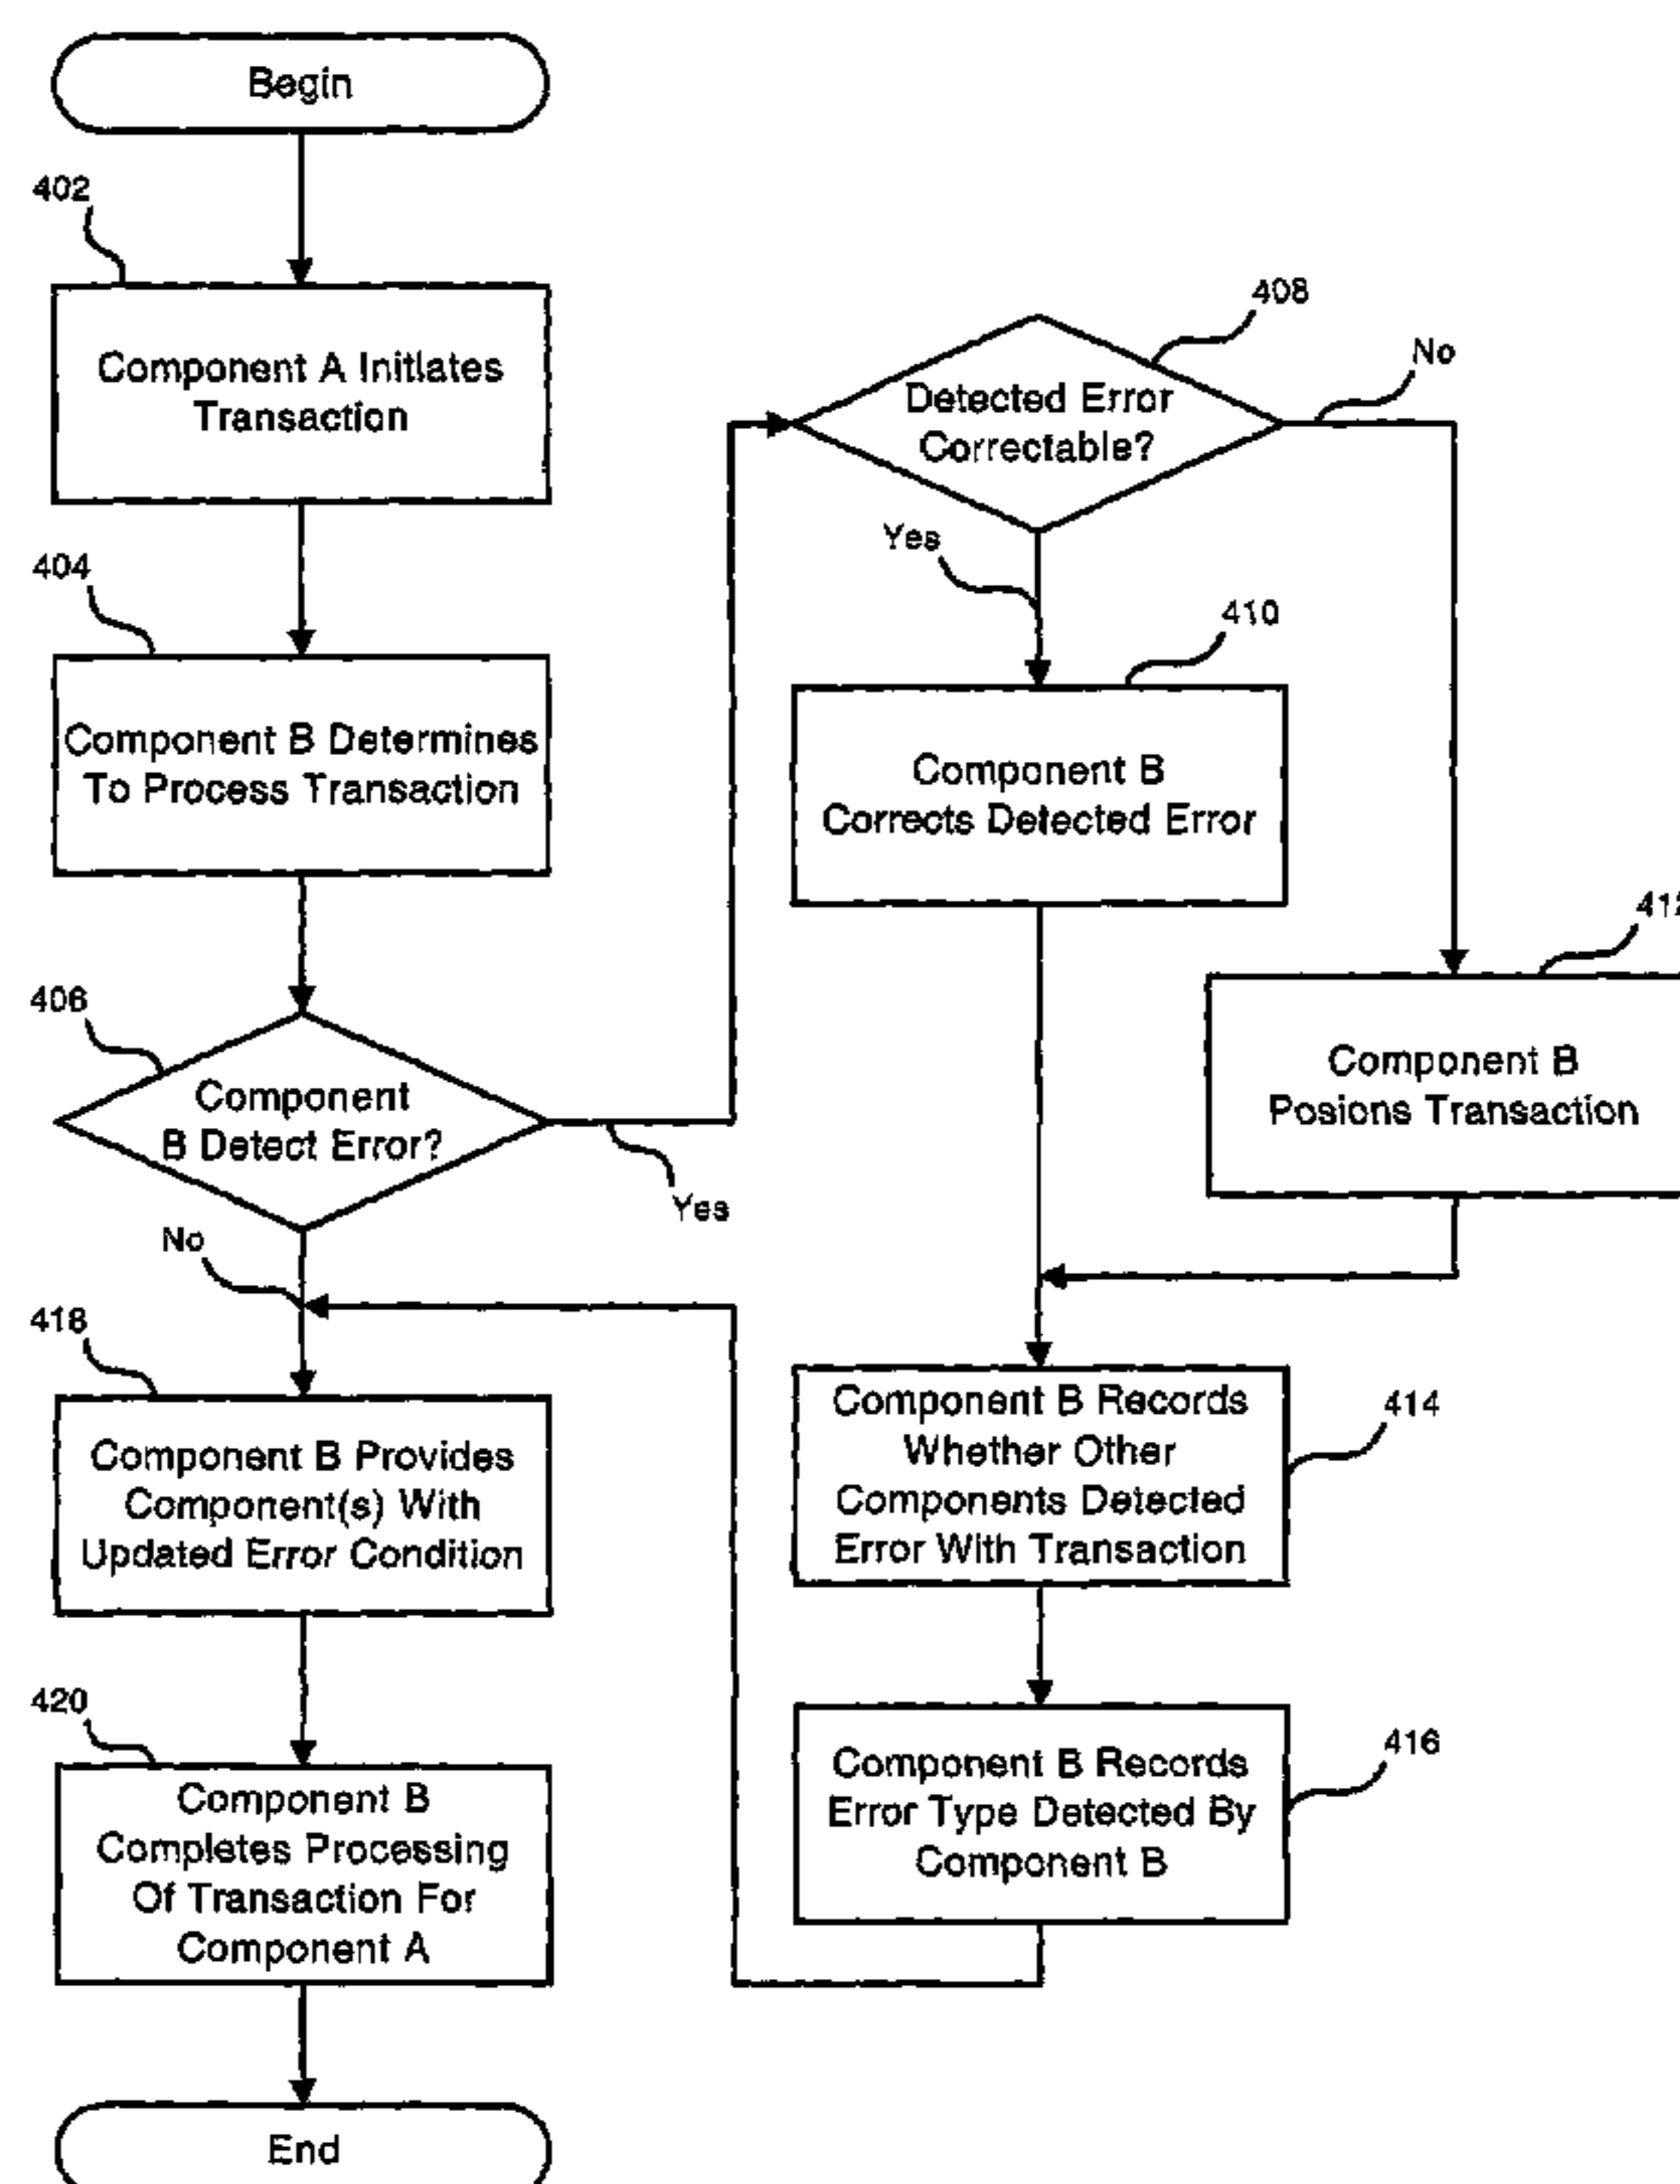 Begin
402
Component A Initiates
Transaction
404
Component B Determines
To Process Transaction
406
Component
B Detect Error?
Yes
No
408
Detected Error
Correctable?
No
Yes
410
Component B
Corrects Detected Error
Component B
Posions Transaction
414
Component B Records
Whether Other
Components Detected
Error With Transaction
416
Component B Records
Error Type Detected By
Component B
418
Component B Provides
Component(s) With
Updated Error Condition
420
Component B
Completes Processing
Of Transaction For
Component A
End